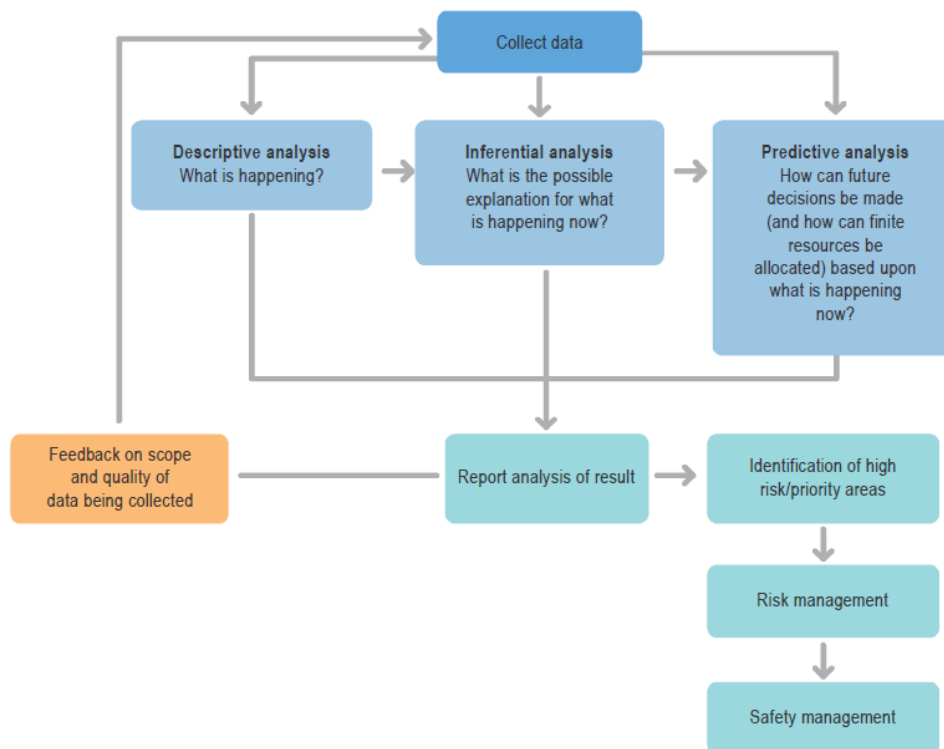 Collect data
Descriptive analysis
What is happening?
Inferential analysis
What is the possible
explanation for what
is happening now?
Predictive analysis
How can future
decisions be made
(and how can finite
resources be
allocated) based upon
what is happening
now?
Feedback on scope
and quality of
data being collected
Report analysis of result
Identification of high
risk/priority areas
Risk management
Safety management